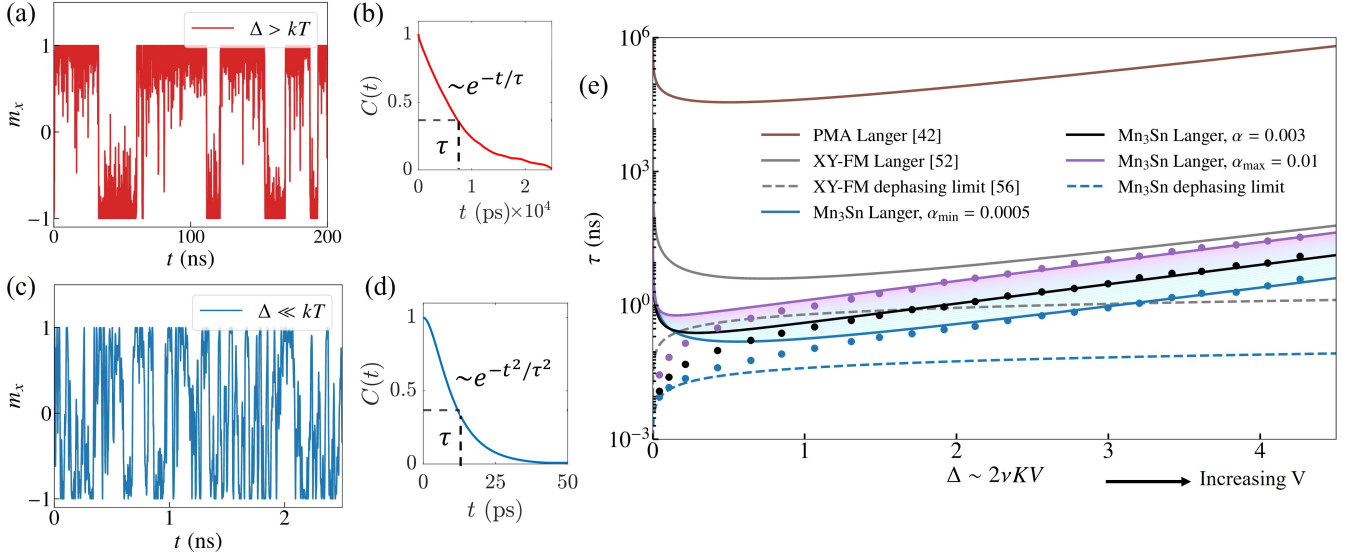 (a)
Δ > kT
1
0
−1
m_x
0
100
200
t (ns)
(b)
1
0.5
0
C(t)
~e^{−t/τ}
τ
0
1
2
t (ps)×10^4
(c)
Δ ≪ kT
1
0
−1
m_x
0
1
2
t (ns)
(d)
1
0.5
0
C(t)
~e^{−t²/τ²}
τ
0
25
50
t (ps)
(e)
10^6
10^3
10^0
10^{−3}
τ (ns)
PMA Langer [42]
XY-FM Langer [52]
XY-FM dephasing limit [56]
Mn₃Sn Langer, α_min = 0.0005
Mn₃Sn Langer, α = 0.003
Mn₃Sn Langer, α_max = 0.01
Mn₃Sn dephasing limit
0
1
2
3
4
Δ ~ 2νKV
Increasing V